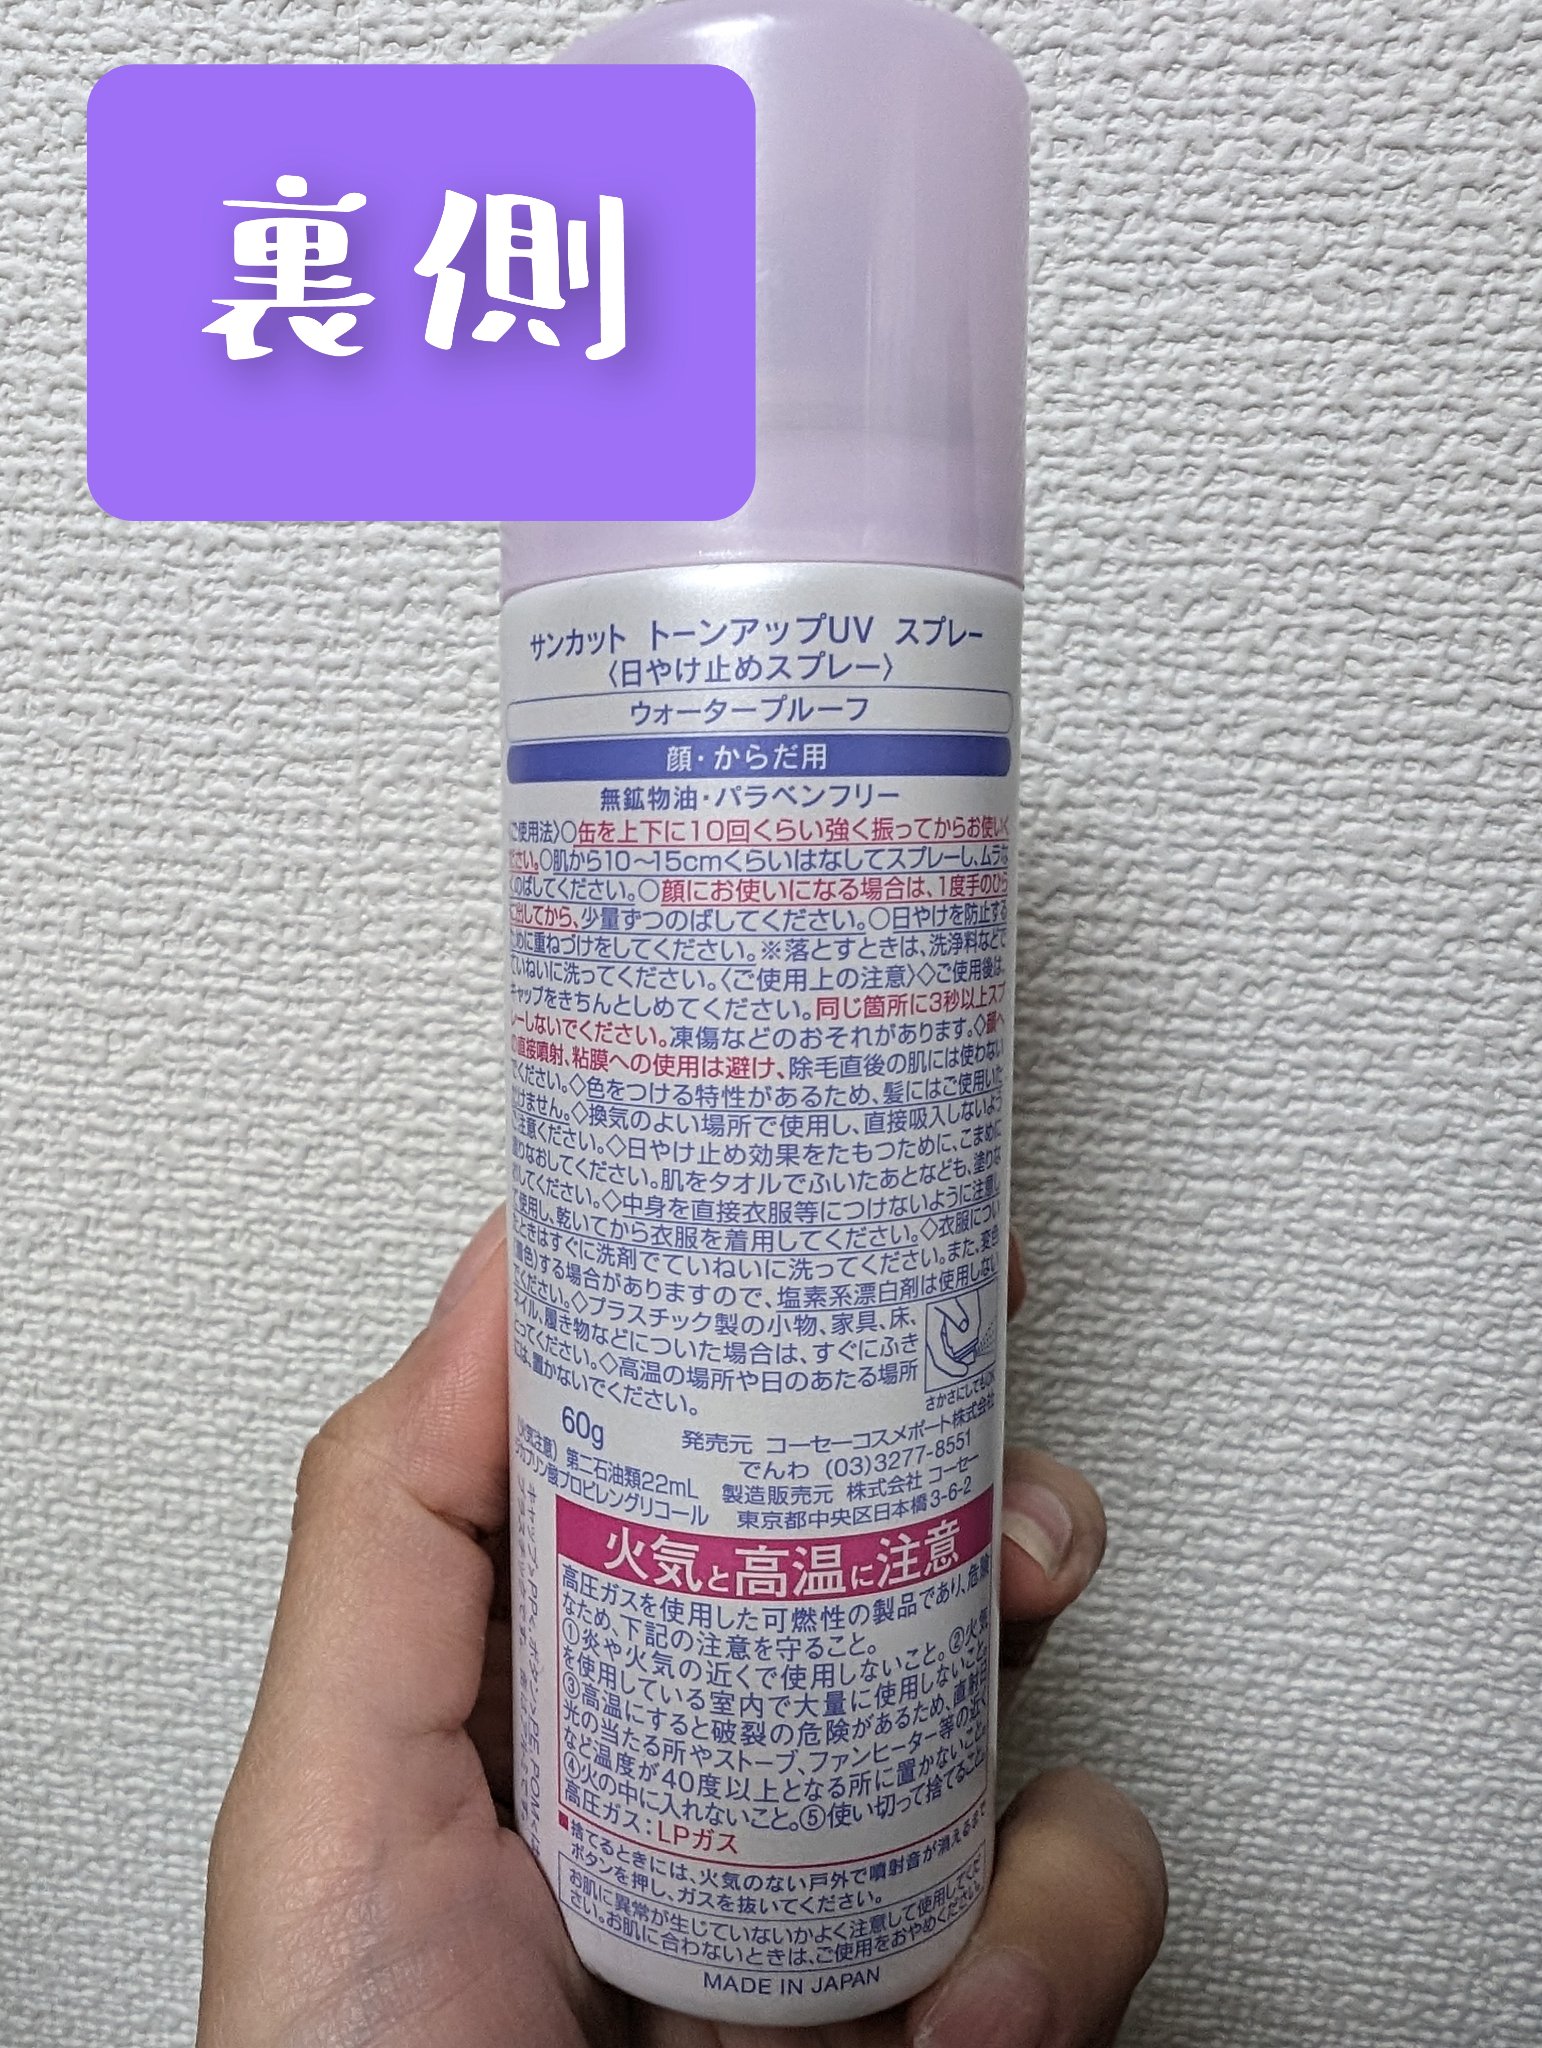 裏側
サンカット トーンアップUV スプレー
〈日やけ止めスプレー〉
ウォータープルーフ
顔・からだ用
無鉱物油・パラベンフリー
ご使用法〉○缶を上下に10回くらい強く振ってからお使いく
ださい。○肌から10〜15cmくらいはなしてスプレーし、ムラな
くのばしてください。○顔にお使いになる場合は、1度手のひら
に出してから、少量ずつのばしてください。○日やけを防止する
ために重ねづけをしてください。※落とすときは、洗浄料などで
ていねいに洗ってください。〈ご使用上の注意〉◇ご使用後は、
キャップをきちんとしめてください。同じ箇所に3秒以上スプ
レーしないでください。凍傷などのおそれがあります。◇顔へ
の直接噴射、粘膜への使用は避け、除毛直後の肌には使わない
でください。◇色をつける特性があるため、髪にはご使用いた
だけません。◇換気のよい場所で使用し、直接吸入しないよう
ご注意ください。◇日やけ止め効果をたもつために、こまめに
塗りなおしてください。肌をタオルでふいたあとなども、塗りな
おしてください。◇中身を直接衣服等につけないように注意し
て使用し、乾いてから衣服を着用してください。◇衣服につい
たときはすぐに洗剤でていねいに洗ってください。また、変色
(着色)する場合がありますので、塩素系漂白剤は使用しない
でください。◇プラスチック製の小物、家具、床、
タイル、履き物などについた場合は、すぐにふき
とってください。◇高温の場所や日のあたる場所
には、置かないでください。
さかさにしてもOK
60g
発売元 コーセーコスメポート株式会社
でんわ (03)3277-8551
製造販売元 株式会社 コーセー
東京都中央区日本橋3-6-2
(火気注意) 第二石油類22mL
ジカプリン酸プロピレングリコール
火気と高温に注意
高圧ガスを使用した可燃性の製品であり、危険
なため、下記の注意を守ること。
①炎や火気の近くで使用しないこと。②火気
を使用している室内で大量に使用しないこと。
③高温にすると破裂の危険があるため、直射日
光の当たる所やストーブ、ファンヒーター等の近く
など温度が40度以上となる所に置かないこと。
④火の中に入れないこと。⑤使い切って捨てること。
高圧ガス:LPガス
■捨てるときには、火気のない戸外で噴射音が消えるまで
ボタンを押し、ガスを抜いてください。
お肌に異常が生じていないかよく注意して使用してくだ
さい。お肌に合わないときは、ご使用をおやめください。
MADE IN JAPAN